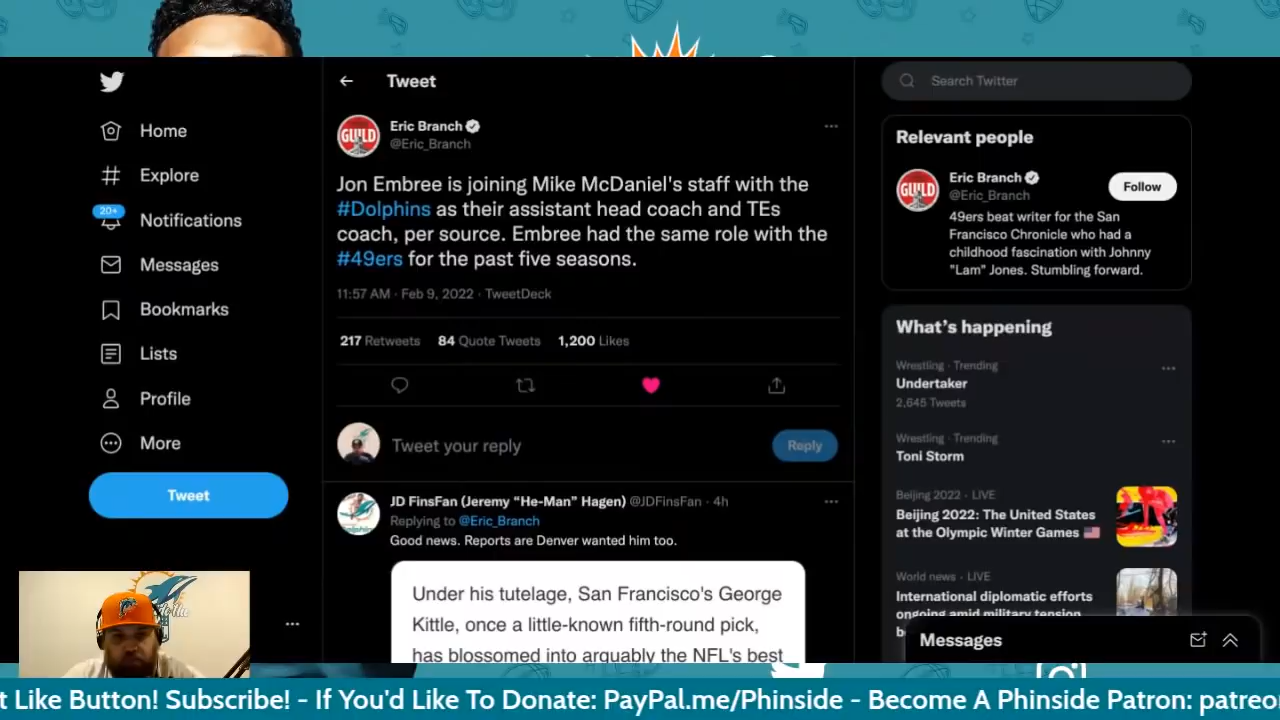 Home
Explore
20+
Notifications
Messages
Bookmarks
Lists
Profile
More
Tweet
Tweet
GUILD
Eric Branch
@Eric_Branch
Jon Embree is joining Mike McDaniel's staff with the
#Dolphins as their assistant head coach and TEs
coach, per source. Embree had the same role with the
#49ers for the past five seasons.
11:57 AM · Feb 9, 2022 · TweetDeck
217 Retweets 84 Quote Tweets 1,200 Likes
Tweet your reply
Reply
JD FinsFan (Jeremy “He-Man” Hagen) @JDFinsFan · 4h
Replying to @Eric_Branch
Good news. Reports are Denver wanted him too.
Under his tutelage, San Francisco's George
Kittle, once a little-known fifth-round pick,
has blossomed into arguably the NFL's best
Search Twitter
Relevant people
GUILD
Eric Branch
@Eric_Branch
Follow
49ers beat writer for the San
Francisco Chronicle who had a
childhood fascination with Johnny
"Lam" Jones. Stumbling forward.
What's happening
Wrestling · Trending
Undertaker
2,645 Tweets
Wrestling · Trending
Toni Storm
Beijing 2022 · LIVE
Beijing 2022: The United States
at the Olympic Winter Games
World news · LIVE
International diplomatic efforts
ongoing amid military tension
Messages
t Like Button! Subscribe! - If You'd Like To Donate: PayPal.me/Phinside - Become A Phinside Patron: patreo